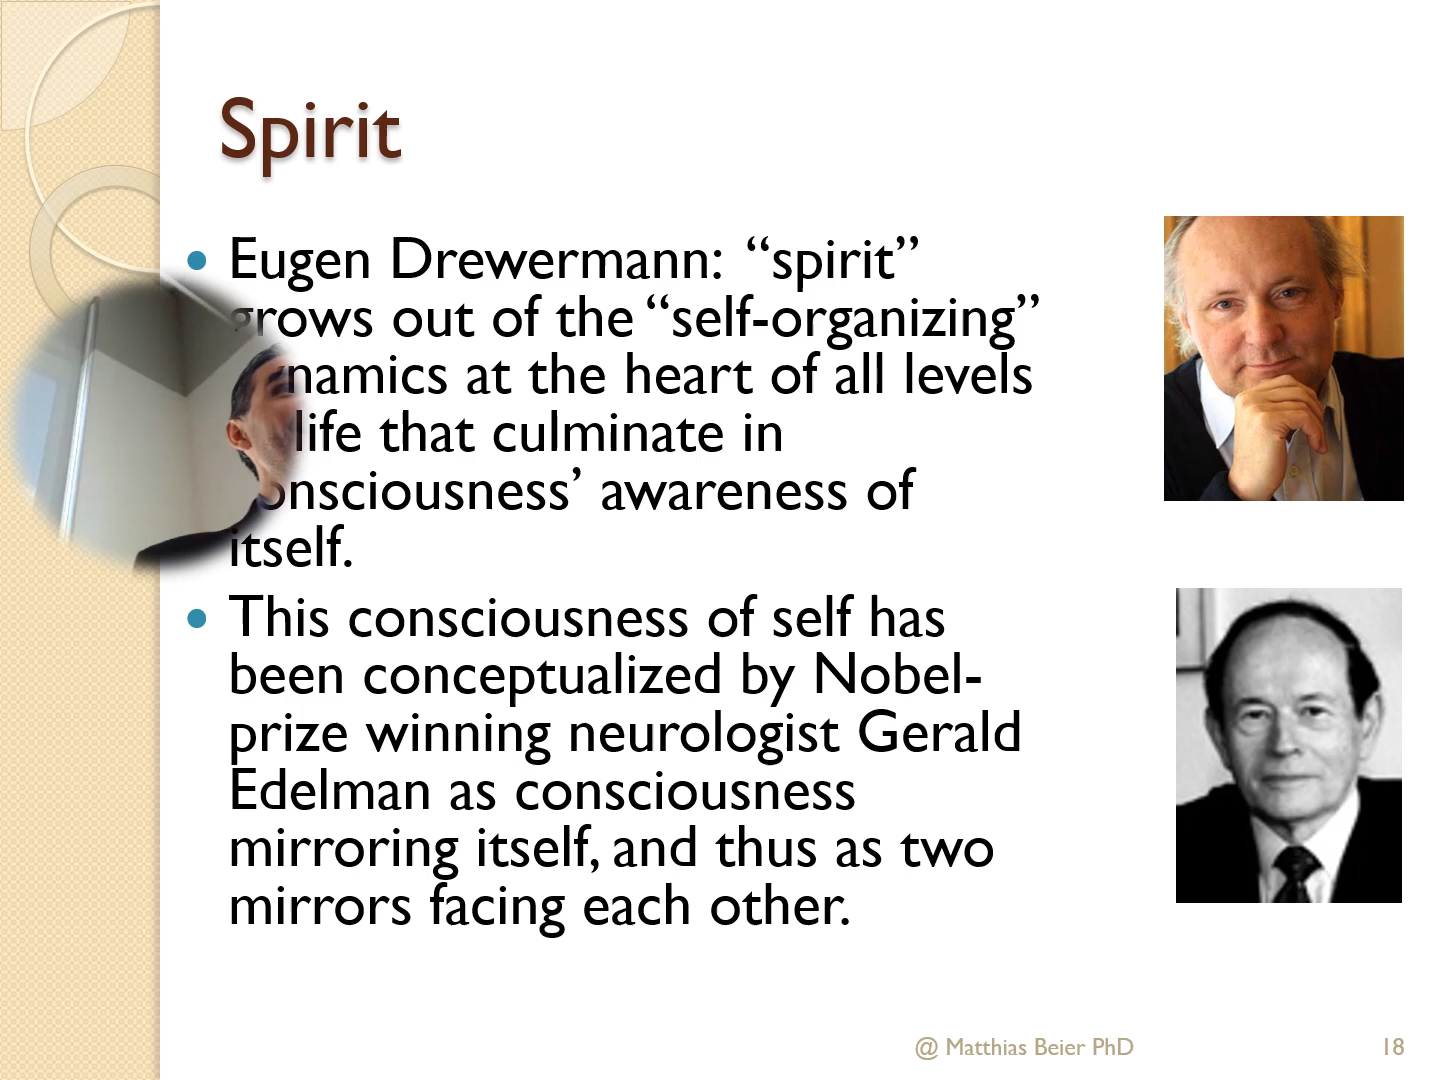 Spirit
• Eugen Drewermann: “spirit”
grows out of the “self-organizing”
namics at the heart of all levels
life that culminate in
onsciousness’ awareness of
itself.
• This consciousness of self has
been conceptualized by Nobel-
prize winning neurologist Gerald
Edelman as consciousness
mirroring itself, and thus as two
mirrors facing each other.
@ Matthias Beier PhD 18